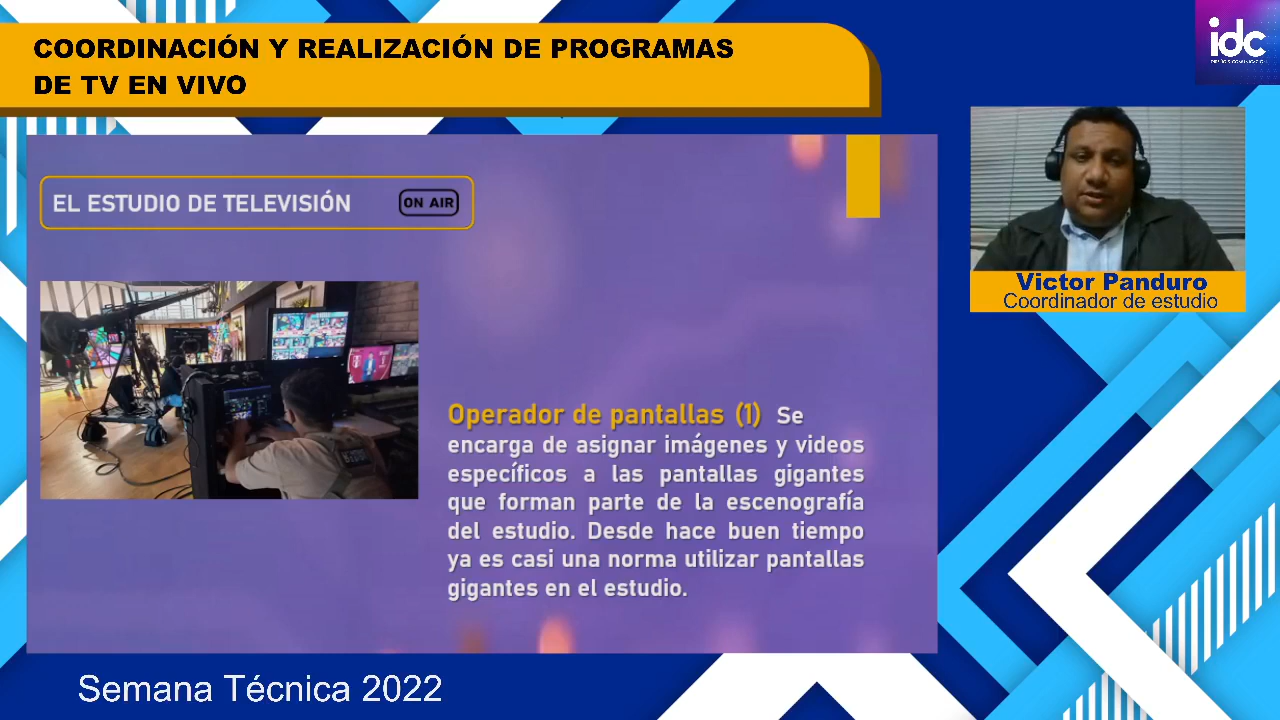 COORDINACIÓN Y REALIZACIÓN DE PROGRAMAS
DE TV EN VIVO
idc
EL ESTUDIO DE TELEVISIÓN
ON AIR
Victor Panduro
Coordinador de estudio
Operador de pantallas (1) Se
encarga de asignar imágenes y videos
específicos a las pantallas gigantes
que forman parte de la escenografía
del estudio. Desde hace buen tiempo
ya es casi una norma utilizar pantallas
gigantes en el estudio.
Semana Técnica 2022